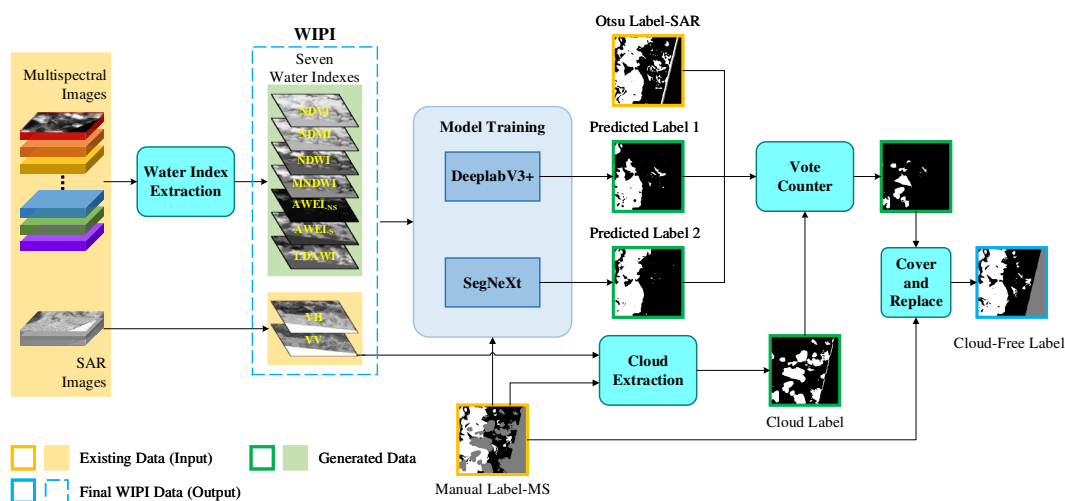 Otsu Label-SAR
WIPI
Multispectral
Images
Seven
Water Indexes
NDVI
NDMI
NDWI
MNDWI
AWEI_NS
AWEI_S
LDAWI
Water Index
Extraction
Model Training
DeeplabV3+
SegNeXt
Predicted Label 1
Predicted Label 2
Vote
Counter
Cover
and
Replace
Cloud-Free Label
VH
VV
SAR
Images
Cloud
Extraction
Cloud Label
Manual Label-MS
Existing Data (Input)
Generated Data
Final WIPI Data (Output)